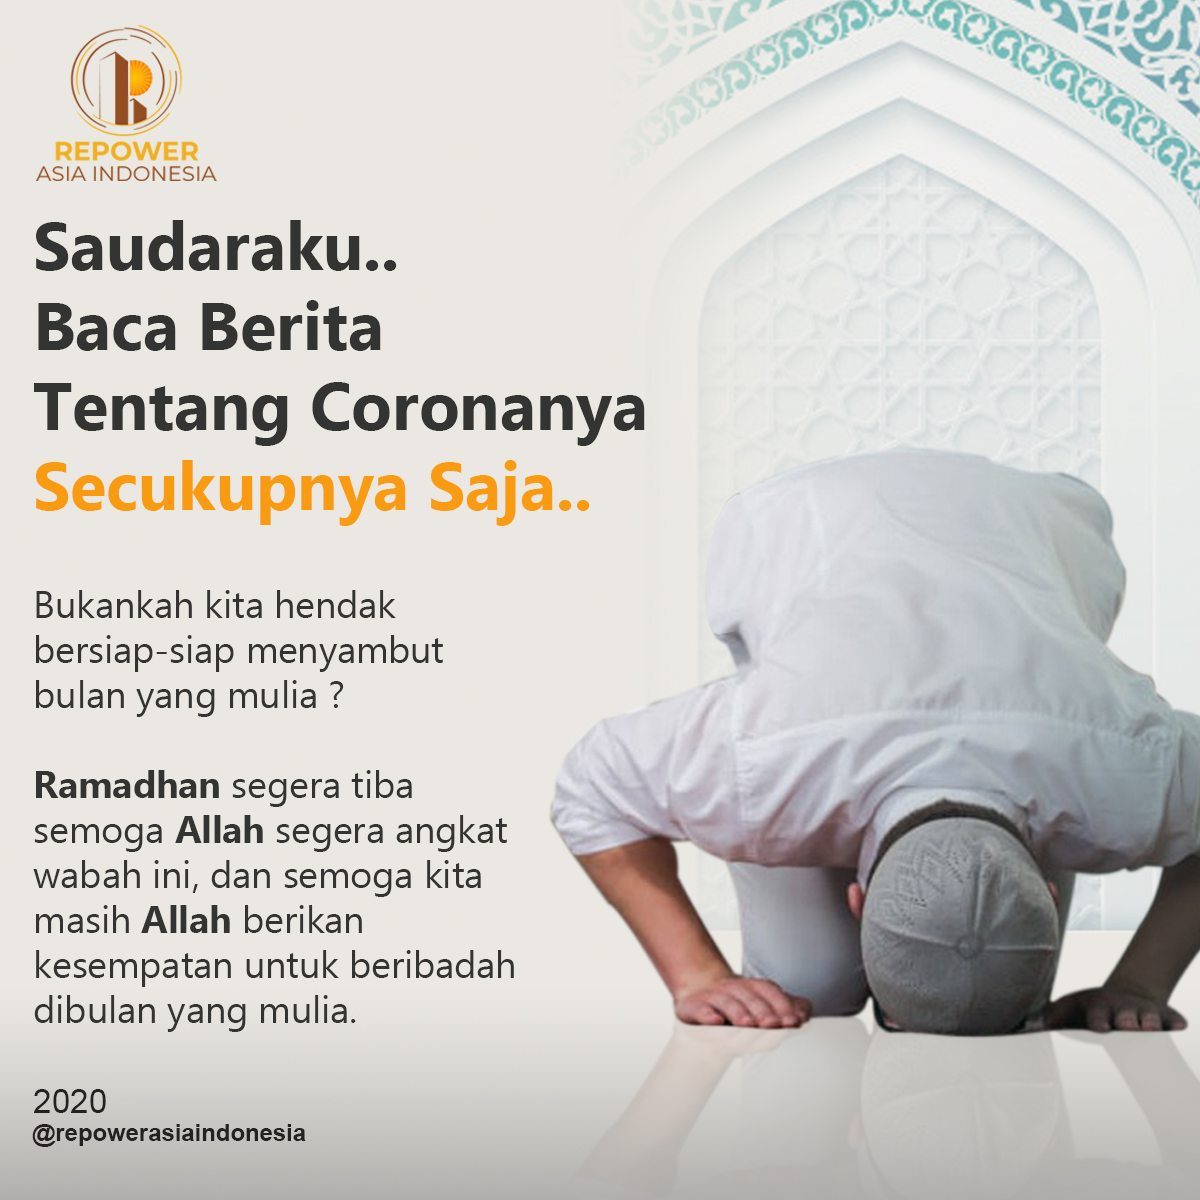 REPOWER
ASIA INDONESIA
Saudaraku..
Baca Berita
Tentang Coronanya
Secukupnya Saja..
Bukankah kita hendak
bersiap-siap menyambut
bulan yang mulia ?
Ramadhan segera tiba
semoga Allah segera angkat
wabah ini, dan semoga kita
masih Allah berikan
kesempatan untuk beribadah
dibulan yang mulia.
2020
@repowerasiaindonesia